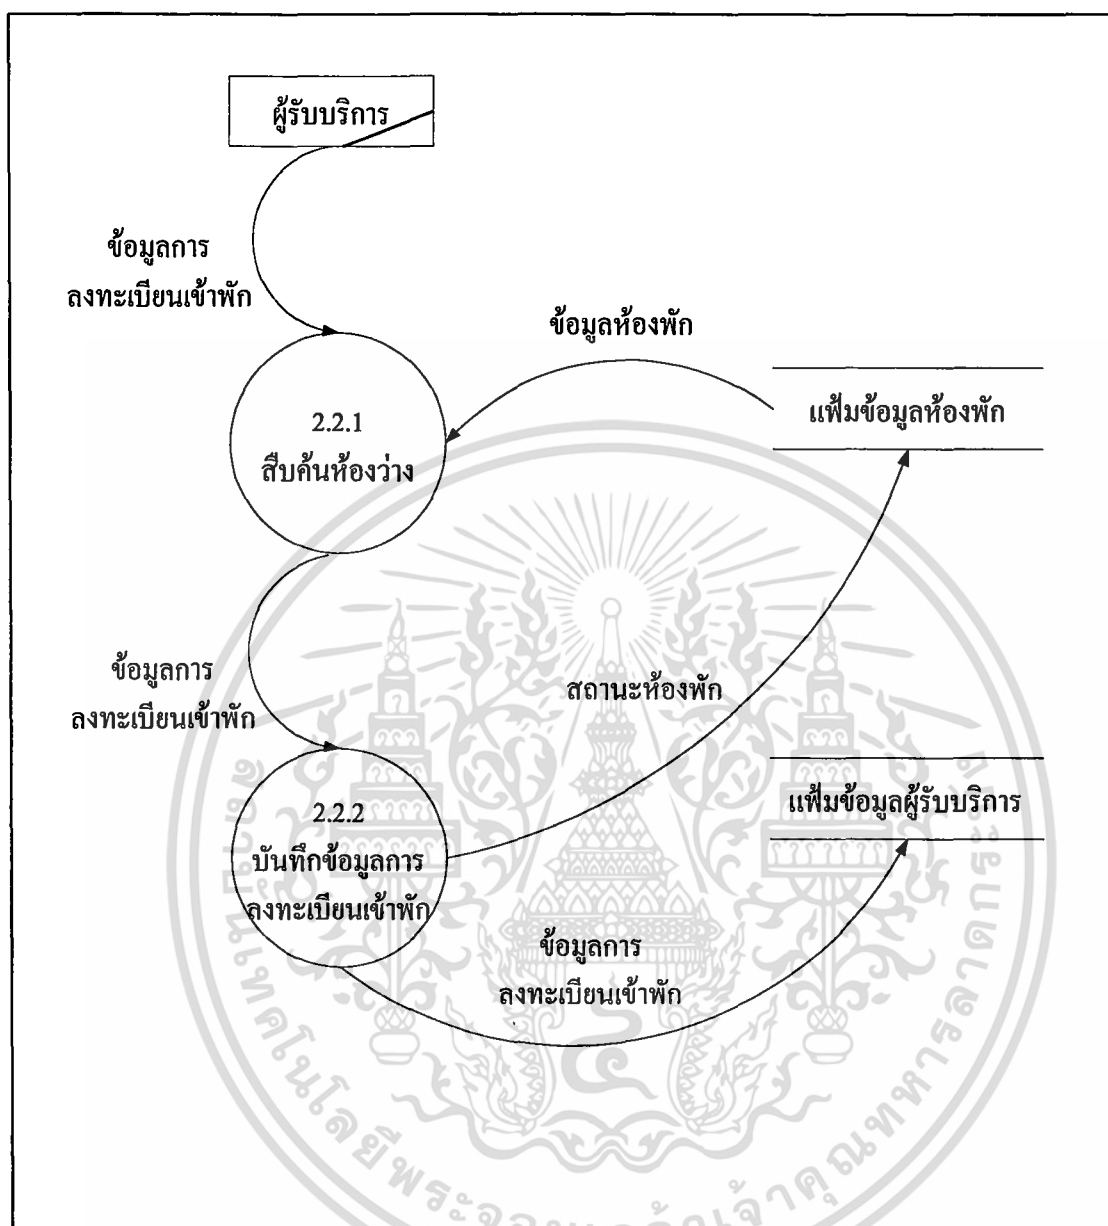 ผู้รับบริการ
ข้อมูลการ
ลงทะเบียนเข้าพัก
ข้อมูลห้องพัก
แฟ้มข้อมูลห้องพัก
2.2.1
สืบค้นห้องว่าง
ข้อมูลการ
ลงทะเบียนเข้าพัก
สถานะห้องพัก
แฟ้มข้อมูลผู้รับบริการ
2.2.2
บันทึกข้อมูลการ
ลงทะเบียนเข้าพัก
ข้อมูลการ
ลงทะเบียนเข้าพัก